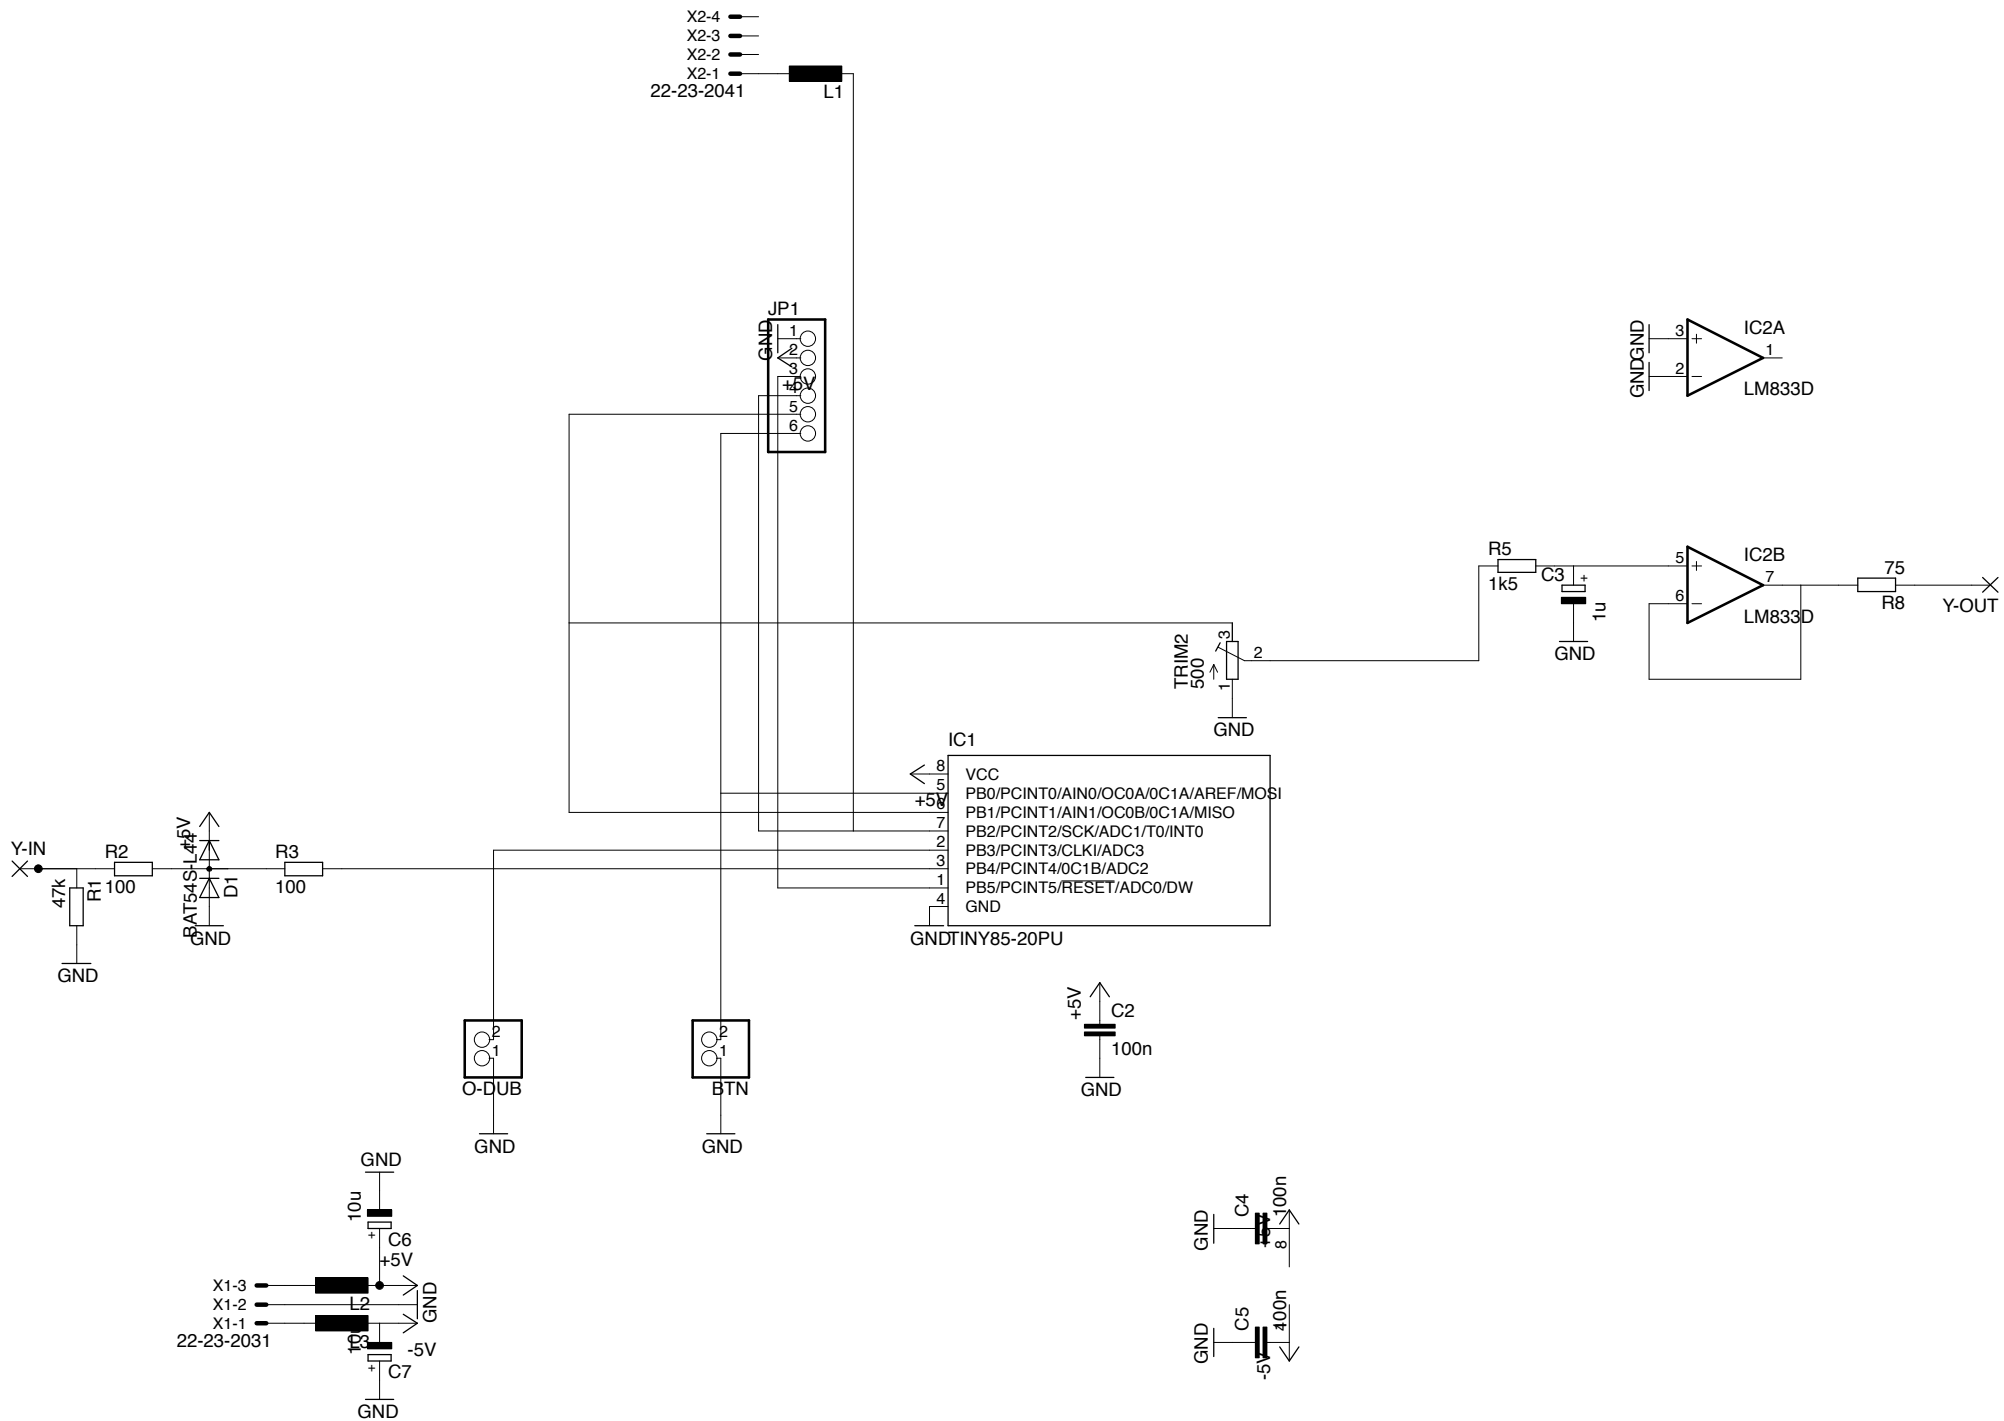 X2-4
X2-3
X2-2
X2-1
22-23-2041
L1
JP1
GND
1
2
3
+5V
4
5
6
IC2A
GND
3
+
1
GND
2
−
LM833D
R5
1k5
C3
+
1u
GND
5
+
IC2B
7
6
−
LM833D
75
R8
Y-OUT
TRIM2
500
3
2
1
GND
IC1
8
VCC
5
PB0/PCINT0/AIN0/OC0A/0C1A/AREF/MOSI
+5V
6
PB1/PCINT1/AIN1/OC0B/0C1A/MISO
7
PB2/PCINT2/SCK/ADC1/T0/INT0
2
PB3/PCINT3/CLKI/ADC3
3
PB4/PCINT4/0C1B/ADC2
1
PB5/PCINT5/RESET/ADC0/DW
4
GND
GND
TINY85-20PU
Y-IN
47k
R1
GND
R2
100
+5V
BAT54S-L44
D1
GND
R3
100
2
1
O-DUB
GND
2
1
BTN
GND
+5V
C2
100n
GND
GND
10u
+
C6
+5V
X1-3
L2
X1-2
GND
X1-1
22-23-2031
L3
-5V
+
C7
GND
GND
C4
100n
8
GND
C5
-5V